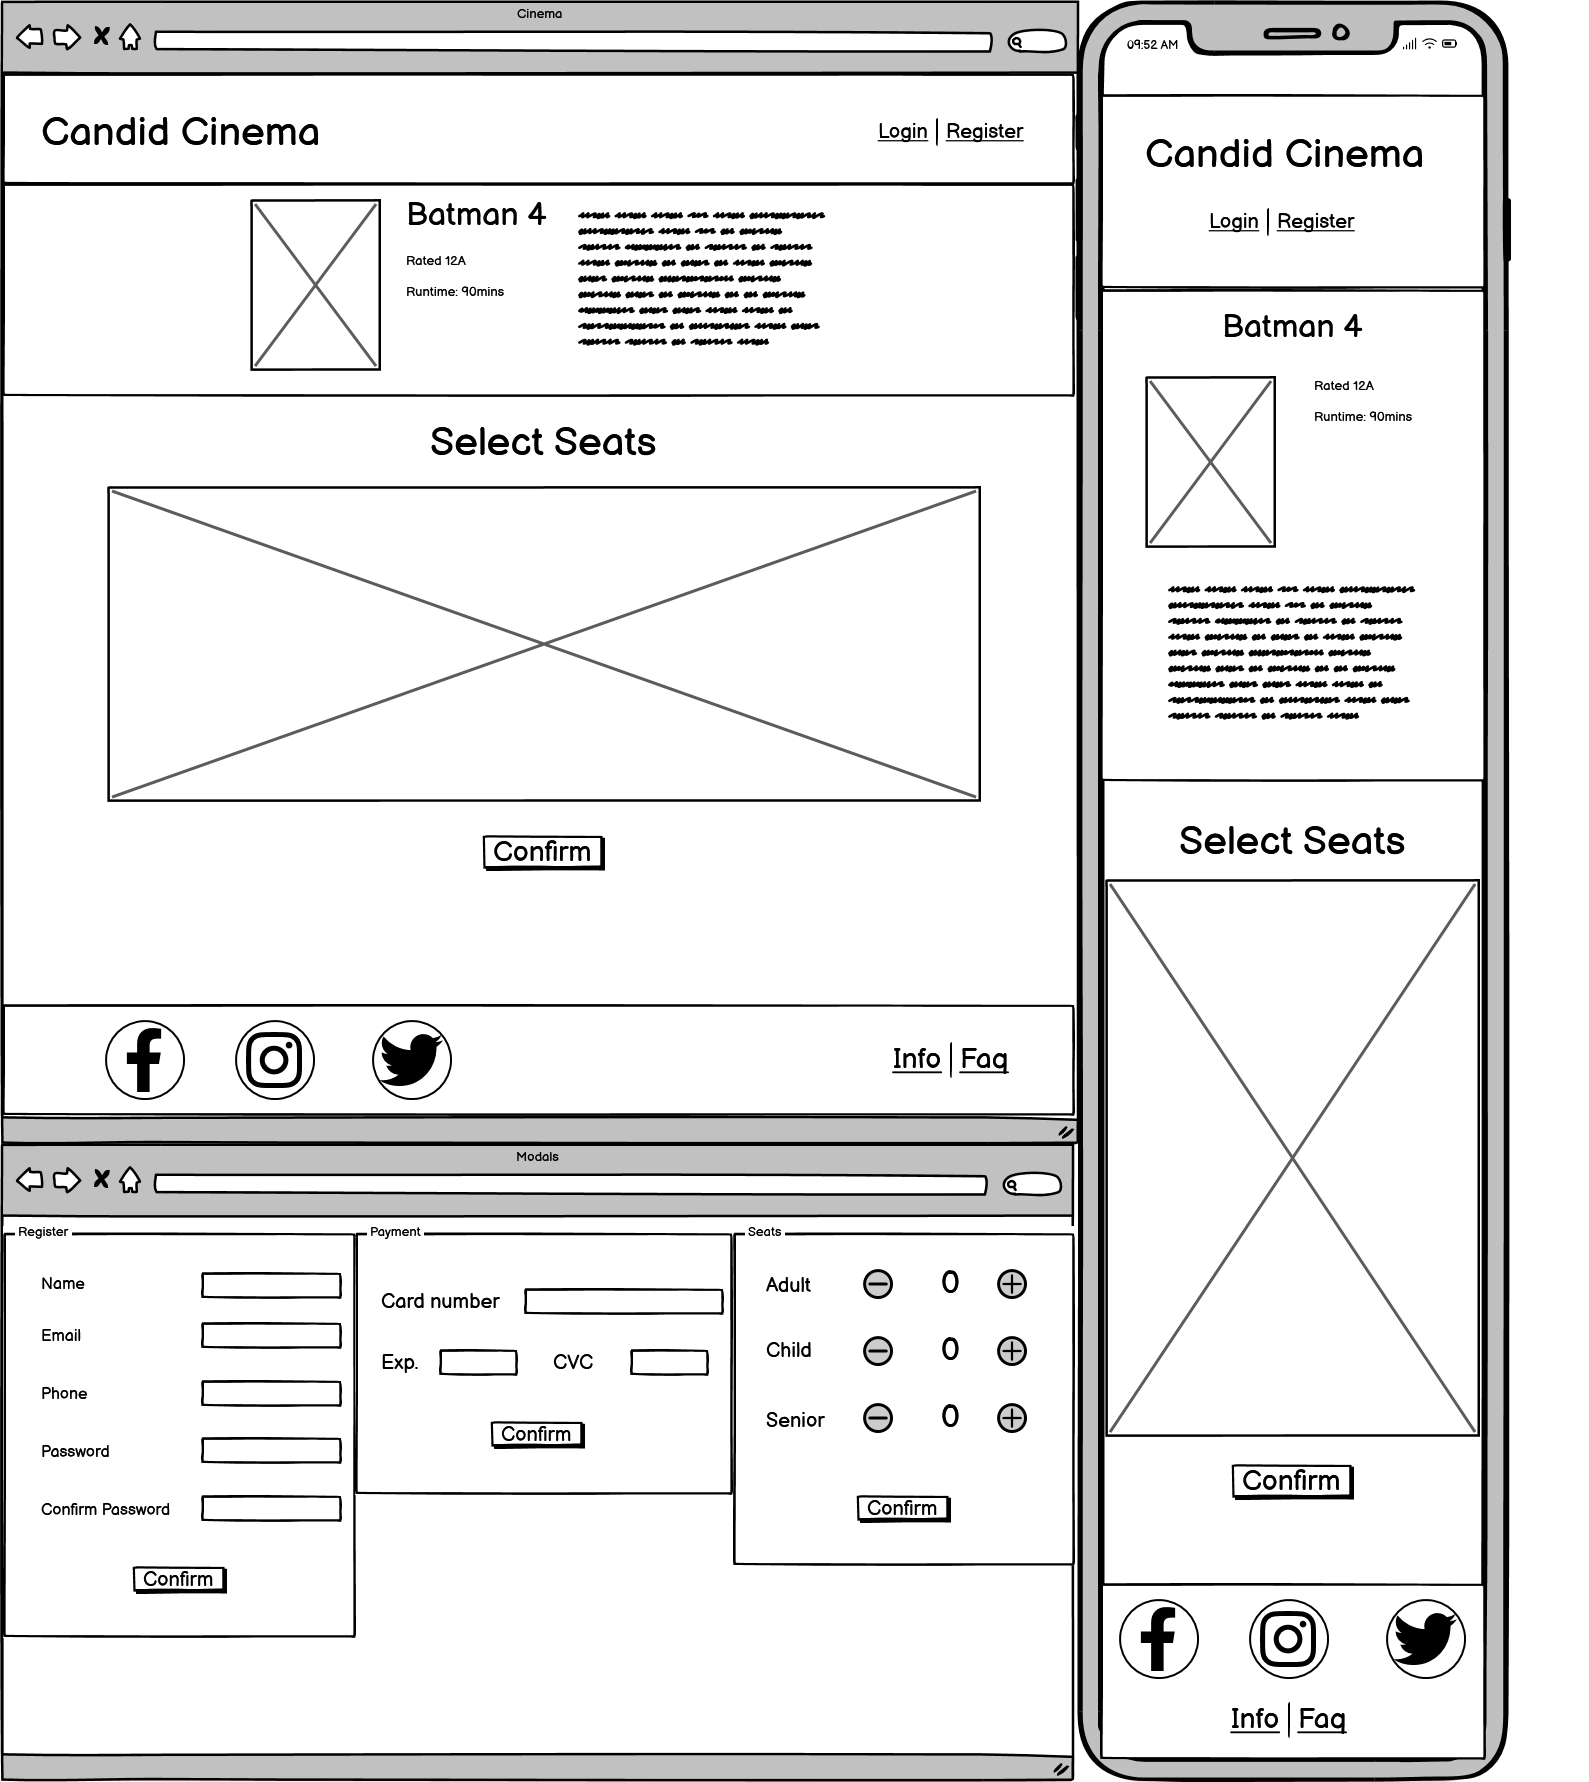 Cinema
Candid Cinema
Login | Register
Batman 4
Rated 12A
Runtime: 90mins
Select Seats
Confirm
Info | Faq
Modals
Register
Name
Email
Phone
Password
Confirm Password
Confirm
Payment
Card number
Exp. CVC
Confirm
Seats
Adult 0
Child 0
Senior 0
Confirm
09:52 AM
Candid Cinema
Login | Register
Batman 4
Rated 12A
Runtime: 90mins
Select Seats
Confirm
Info | Faq